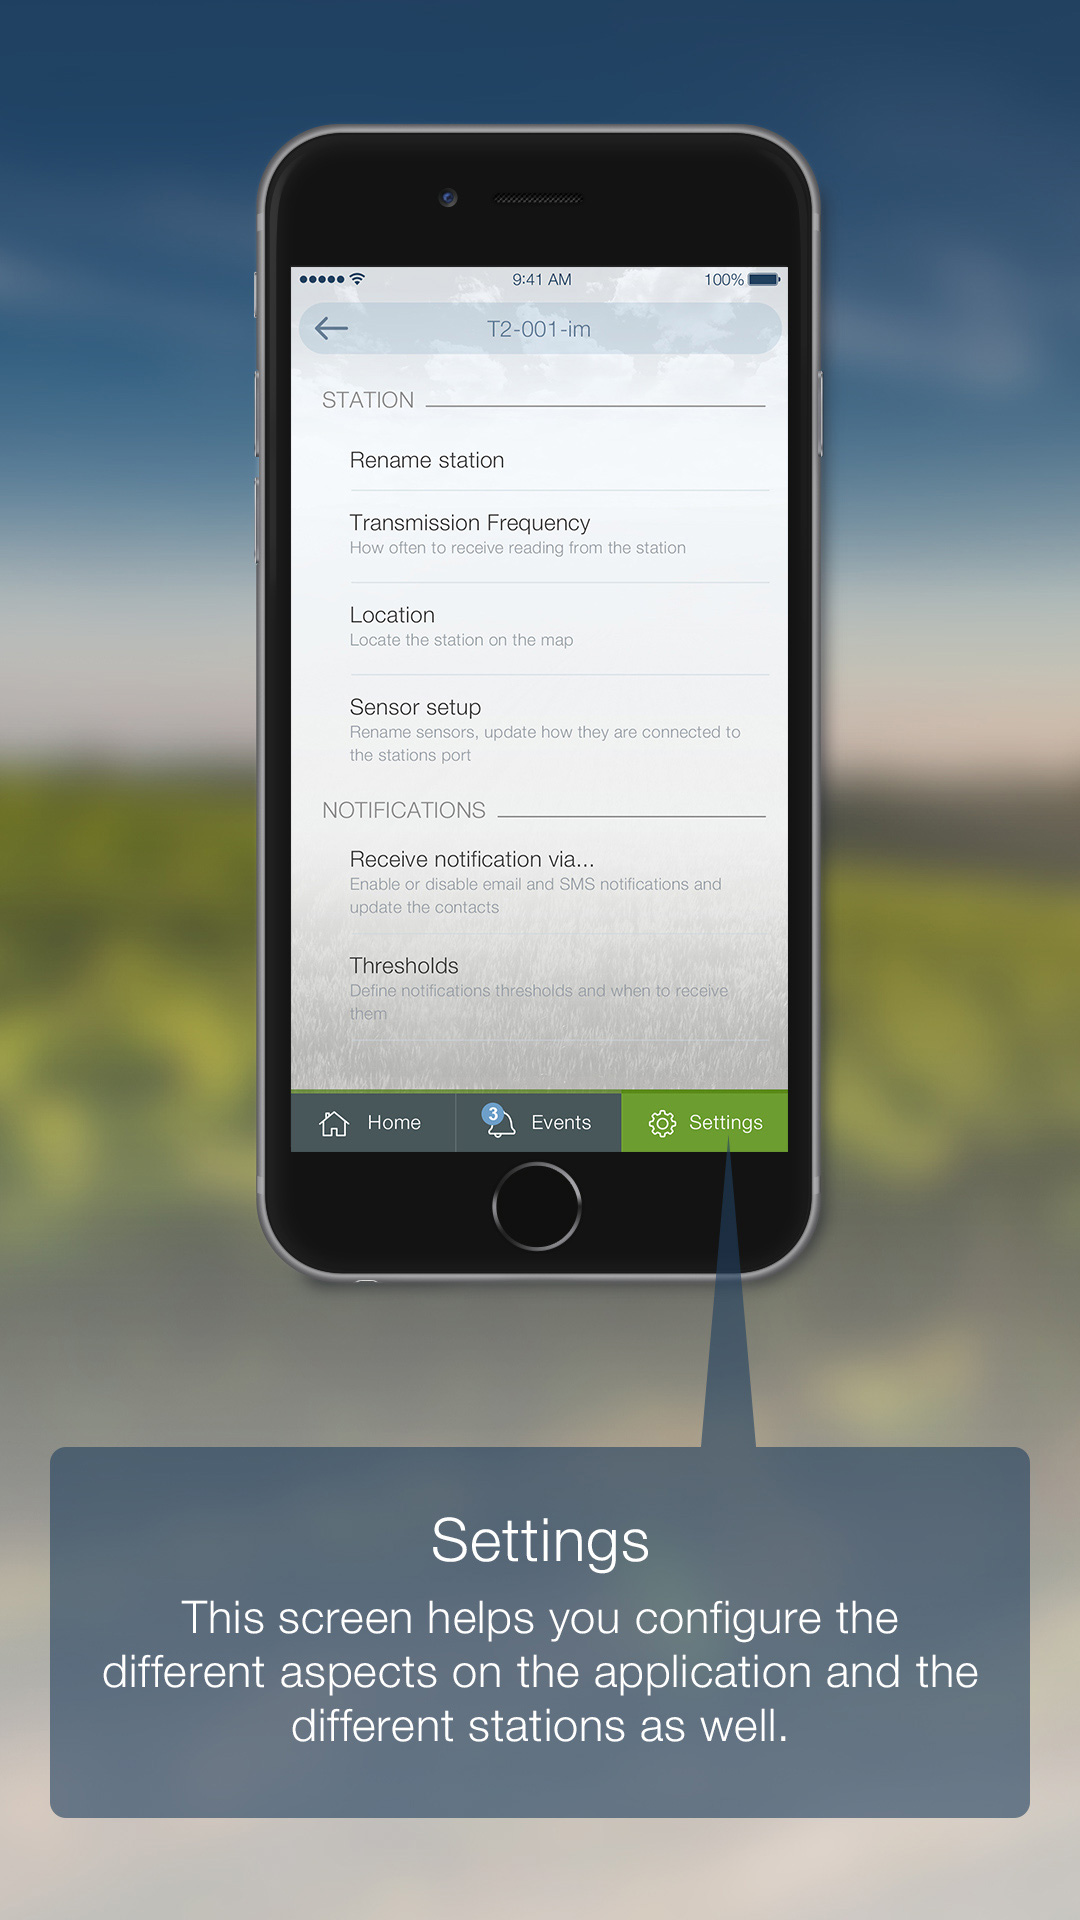 9:41 AM
100%
T2-001-im
STATION
Rename station
Transmission Frequency
How often to receive reading from the station
Location
Locate the station on the map
Sensor setup
Rename sensors, update how they are connected to
the stations port
NOTIFICATIONS
Receive notification via...
Enable or disable email and SMS notifications and
update the contacts
Thresholds
Define notifications thresholds and when to receive
them
Home
3
Events
Settings
Settings
This screen helps you configure the
different aspects on the application and the
different stations as well.